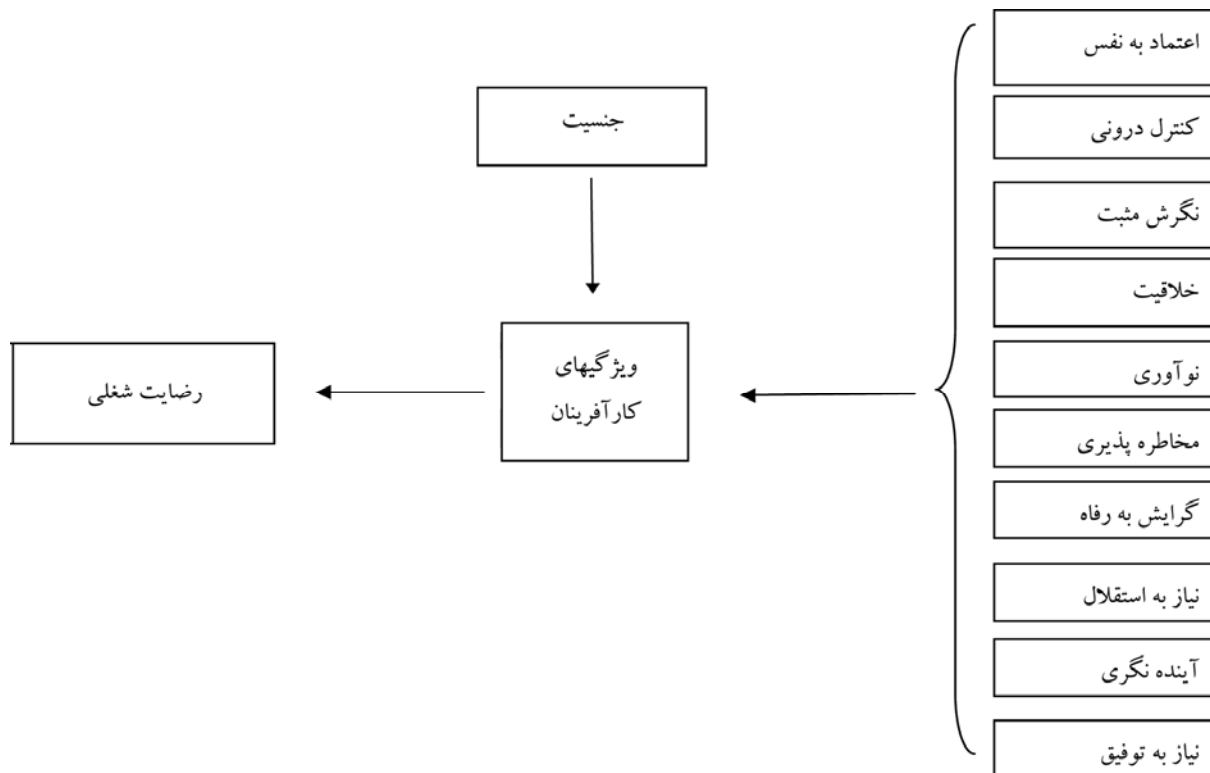 اعتماد به نفس
کنترل درونی
نگرش مثبت
خلاقیت
نوآوری
مخاطره پذیری
گرایش به رفاه
نیاز به استقلال
آینده نگری
نیاز به توفیق
جنسیت
ویژگیهای
کارآفرینان
رضایت شغلی